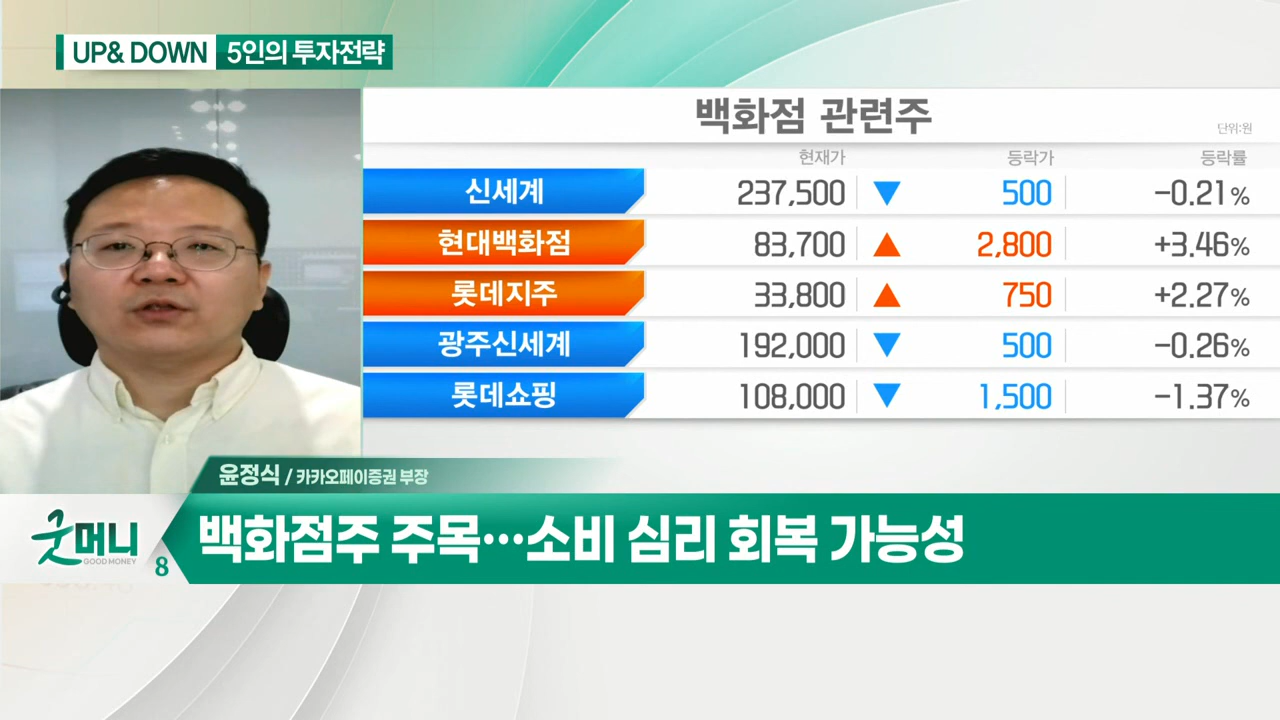 UP& DOWN 5인의 투자전략
백화점 관련주
단위:원
현재가 등락가 등락률
신세계 237,500 ▼ 500 -0.21%
현대백화점 83,700 ▲ 2,800 +3.46%
롯데지주 33,800 ▲ 750 +2.27%
광주신세계 192,000 ▼ 500 -0.26%
롯데쇼핑 108,000 ▼ 1,500 -1.37%
윤정식 / 카카오페이증권 부장
굿머니
GOOD MONEY
8
백화점주 주목…소비 심리 회복 가능성